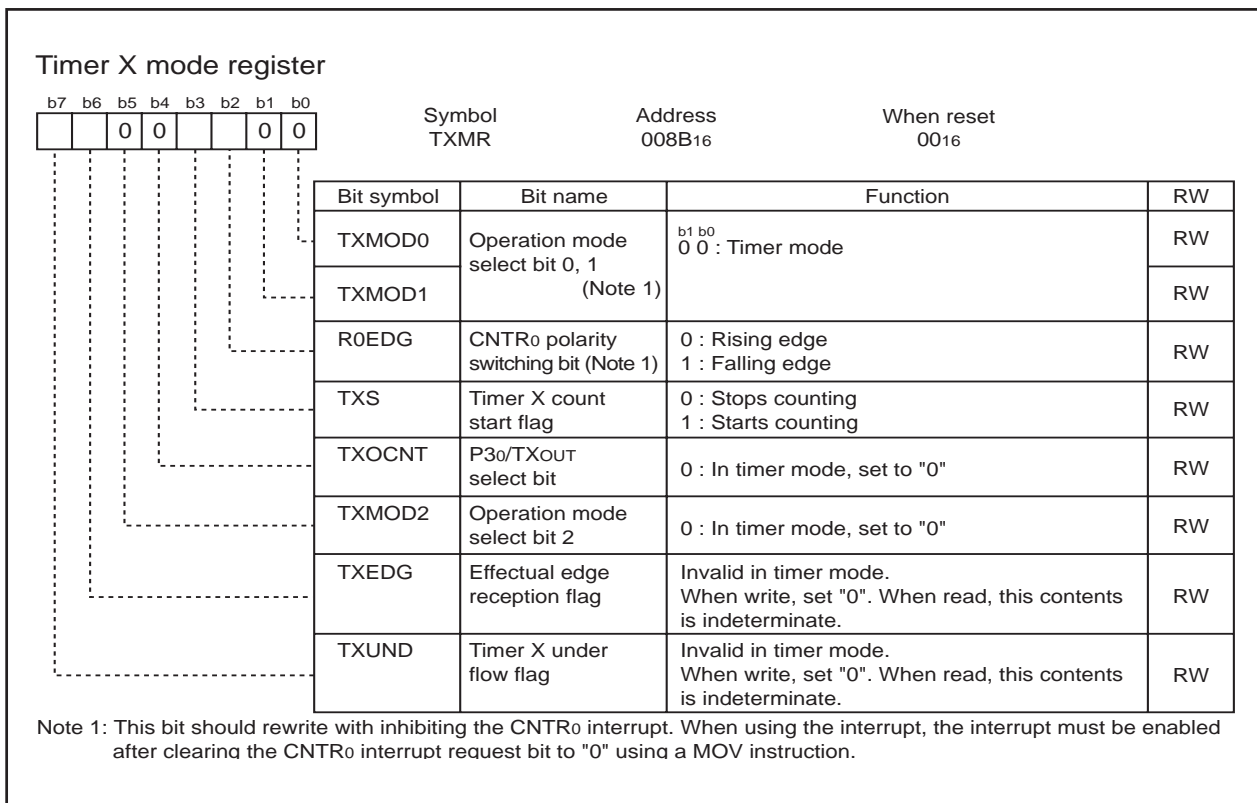 Timer X mode register
b7 b6 b5 b4 b3 b2 b1 b0
0 0 0 0
Symbol Address When reset
TXMR 008B16 0016
Bit symbol Bit name Function RW
TXMOD0 Operation mode select bit 0, 1 (Note 1) b1 b0 RW
0 0 : Timer mode
TXMOD1 RW
R0EDG CNTR0 polarity 0 : Rising edge RW
switching bit (Note 1) 1 : Falling edge
TXS Timer X count 0 : Stops counting RW
start flag 1 : Starts counting
TXOCNT P30/TXOUT 0 : In timer mode, set to "0" RW
select bit
TXMOD2 Operation mode 0 : In timer mode, set to "0" RW
select bit 2
TXEDG Effectual edge Invalid in timer mode. RW
reception flag When write, set "0". When read, this contents
is indeterminate.
TXUND Timer X under Invalid in timer mode. RW
flow flag When write, set "0". When read, this contents
is indeterminate.
Note 1: This bit should rewrite with inhibiting the CNTR0 interrupt. When using the interrupt, the interrupt must be enabled
after clearing the CNTR0 interrupt request bit to "0" using a MOV instruction.